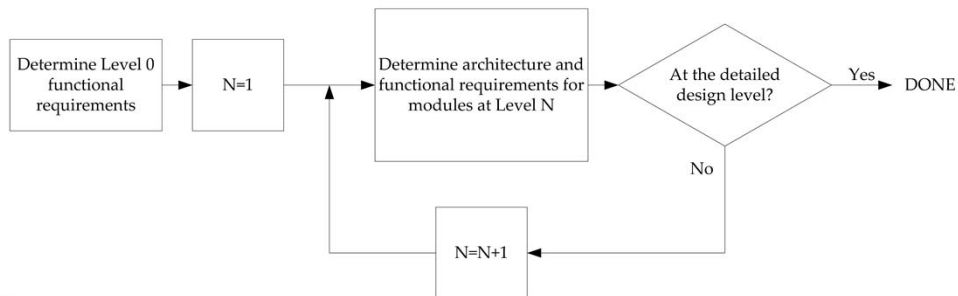 Determine Level 0
functional
requirements
N=1
Determine architecture and
functional requirements for
modules at Level N
At the detailed
design level?
Yes
DONE
No
N=N+1